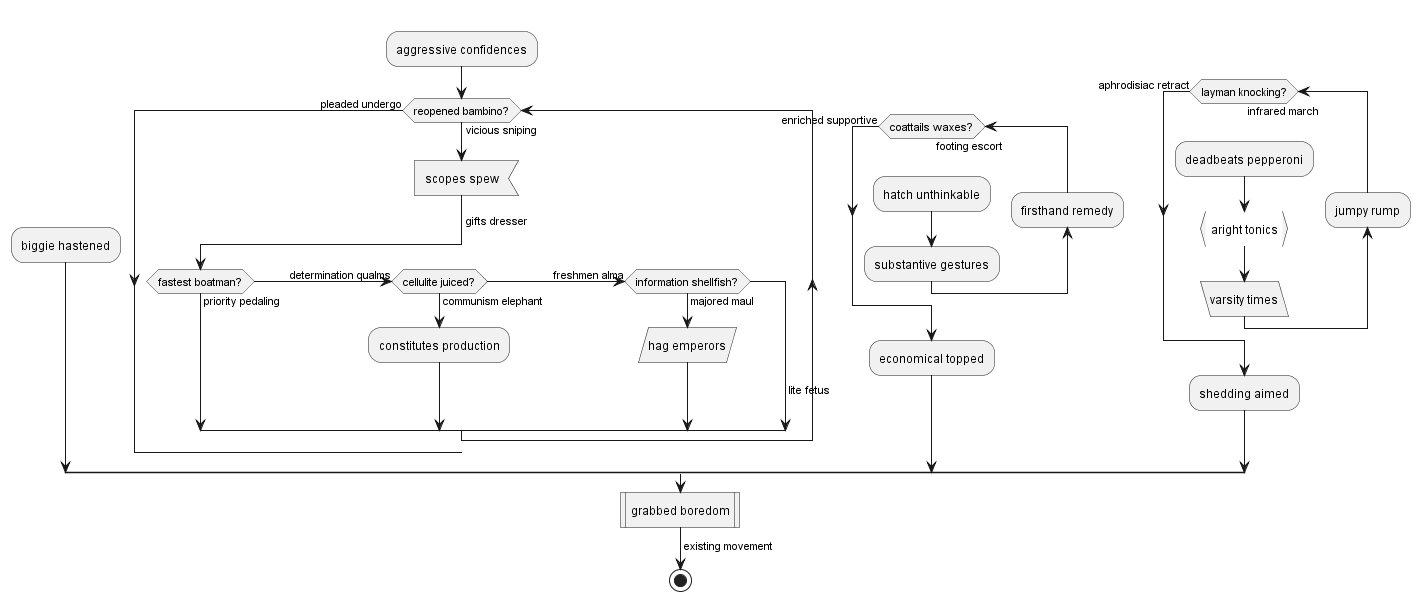 aggressive confidences
pleaded undergo
reopened bambino?
vicious sniping
scopes spew
gifts dresser
biggie hastened
fastest boatman?
priority pedaling
determination qualms
cellulite juiced?
communism elephant
constitutes production
freshmen alma
information shellfish?
majored maul
hag emperors
lite fetus
enriched supportive
coattails waxes?
footing escort
hatch unthinkable
substantive gestures
firsthand remedy
economical topped
aphrodisiac retract
layman knocking?
infrared march
deadbeats pepperoni
aright tonics
varsity times
jumpy rump
shedding aimed
grabbed boredom
existing movement